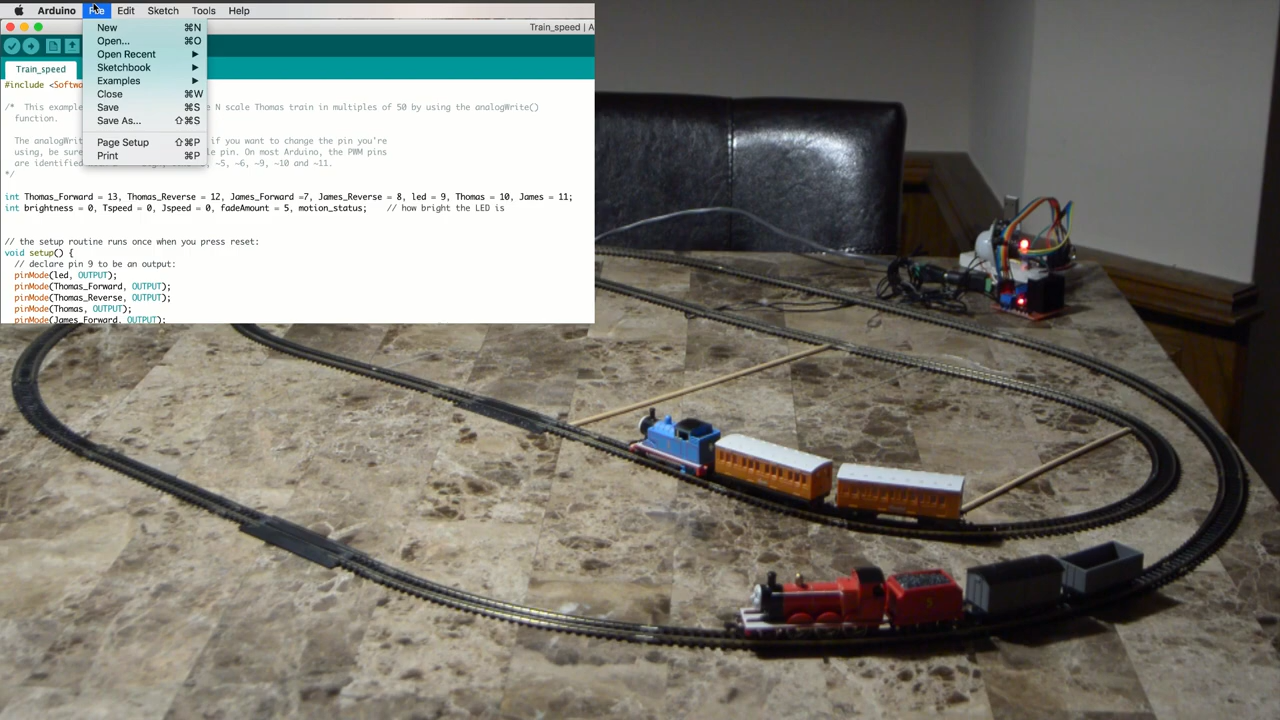 Arduino File Edit Sketch Tools Help
New ⌘N
Train_speed | A
Open... ⌘O
Open Recent
Sketchbook
Train_speed
Examples
#include <Softwa
Close ⌘W
Save ⌘S
/* This example N scale Thomas train in multiples of 50 by using the analogWrite()
function.
Save As... ⇧⌘S
The analogWrit if you want to change the pin you're
Page Setup ⇧⌘P
using, be sure pin. On most Arduino, the PWM pins
Print ⌘P
are identified ~5, ~6, ~9, ~10 and ~11.
*/
int Thomas_Forward = 13, Thomas_Reverse = 12, James_Forward =7, James_Reverse = 8, led = 9, Thomas = 10, James = 11;
int brightness = 0, Tspeed = 0, Jspeed = 0, fadeAmount = 5, motion_status; // how bright the LED is
// the setup routine runs once when you press reset:
void setup() {
// declare pin 9 to be an output:
pinMode(led, OUTPUT);
pinMode(Thomas_Forward, OUTPUT);
pinMode(Thomas_Reverse, OUTPUT);
pinMode(Thomas, OUTPUT);
pinMode(James_Forward, OUTPUT);